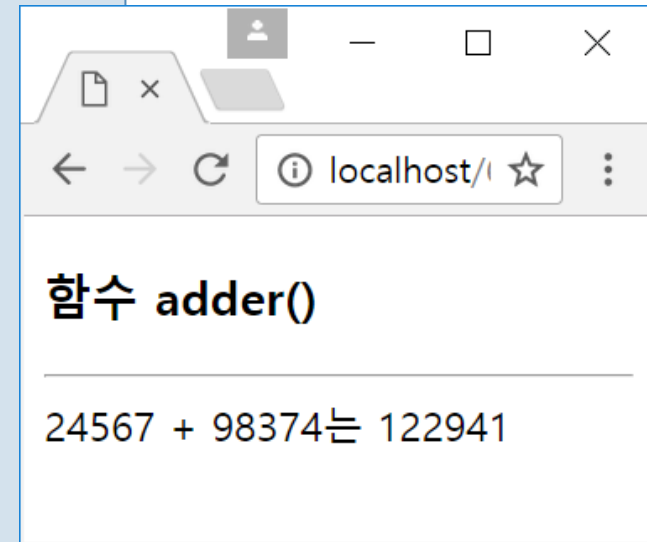 localhost/
함수 adder()
24567 + 98374는 122941